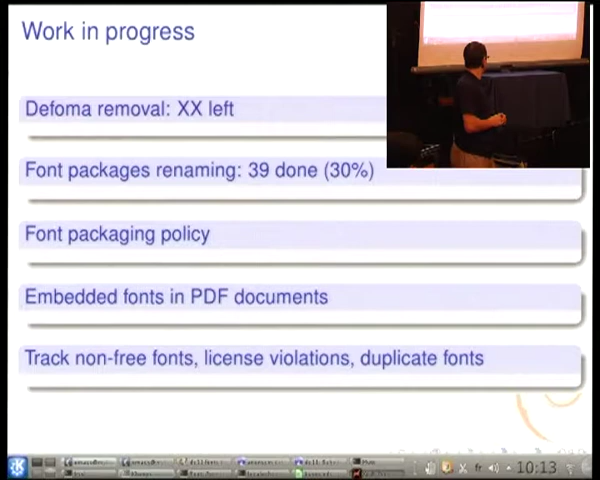 Work in progress
Defoma removal: XX left
Font packages renaming: 39 done (30%)
Font packaging policy
Embedded fonts in PDF documents
Track non-free fonts, license violations, duplicate fonts
fr
10:13